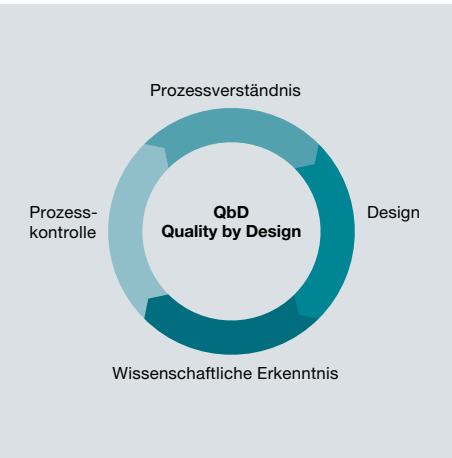 Prozessverständnis
Prozess-
kontrolle
QbD
Quality by Design
Design
Wissenschaftliche Erkenntnis